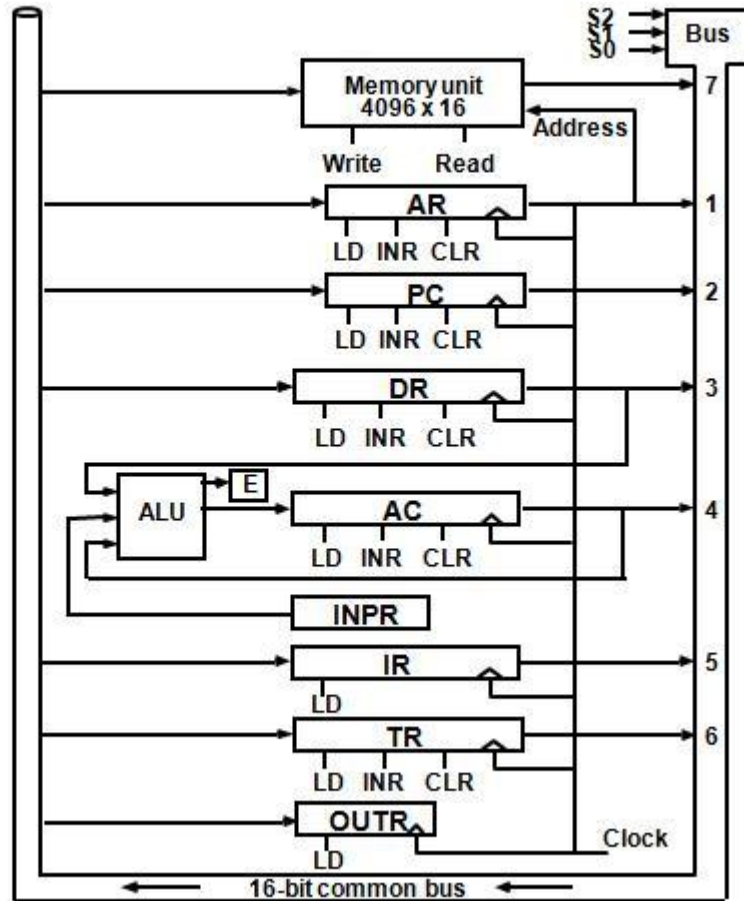 S2
S1
S0
Bus
Memory unit
4096 x 16
7
Address
Write Read
AR
1
LD INR CLR
PC
2
LD INR CLR
DR
3
LD INR CLR
E
ALU
AC
4
LD INR CLR
INPR
IR
5
LD
TR
6
LD INR CLR
OUTR
Clock
LD
16-bit common bus